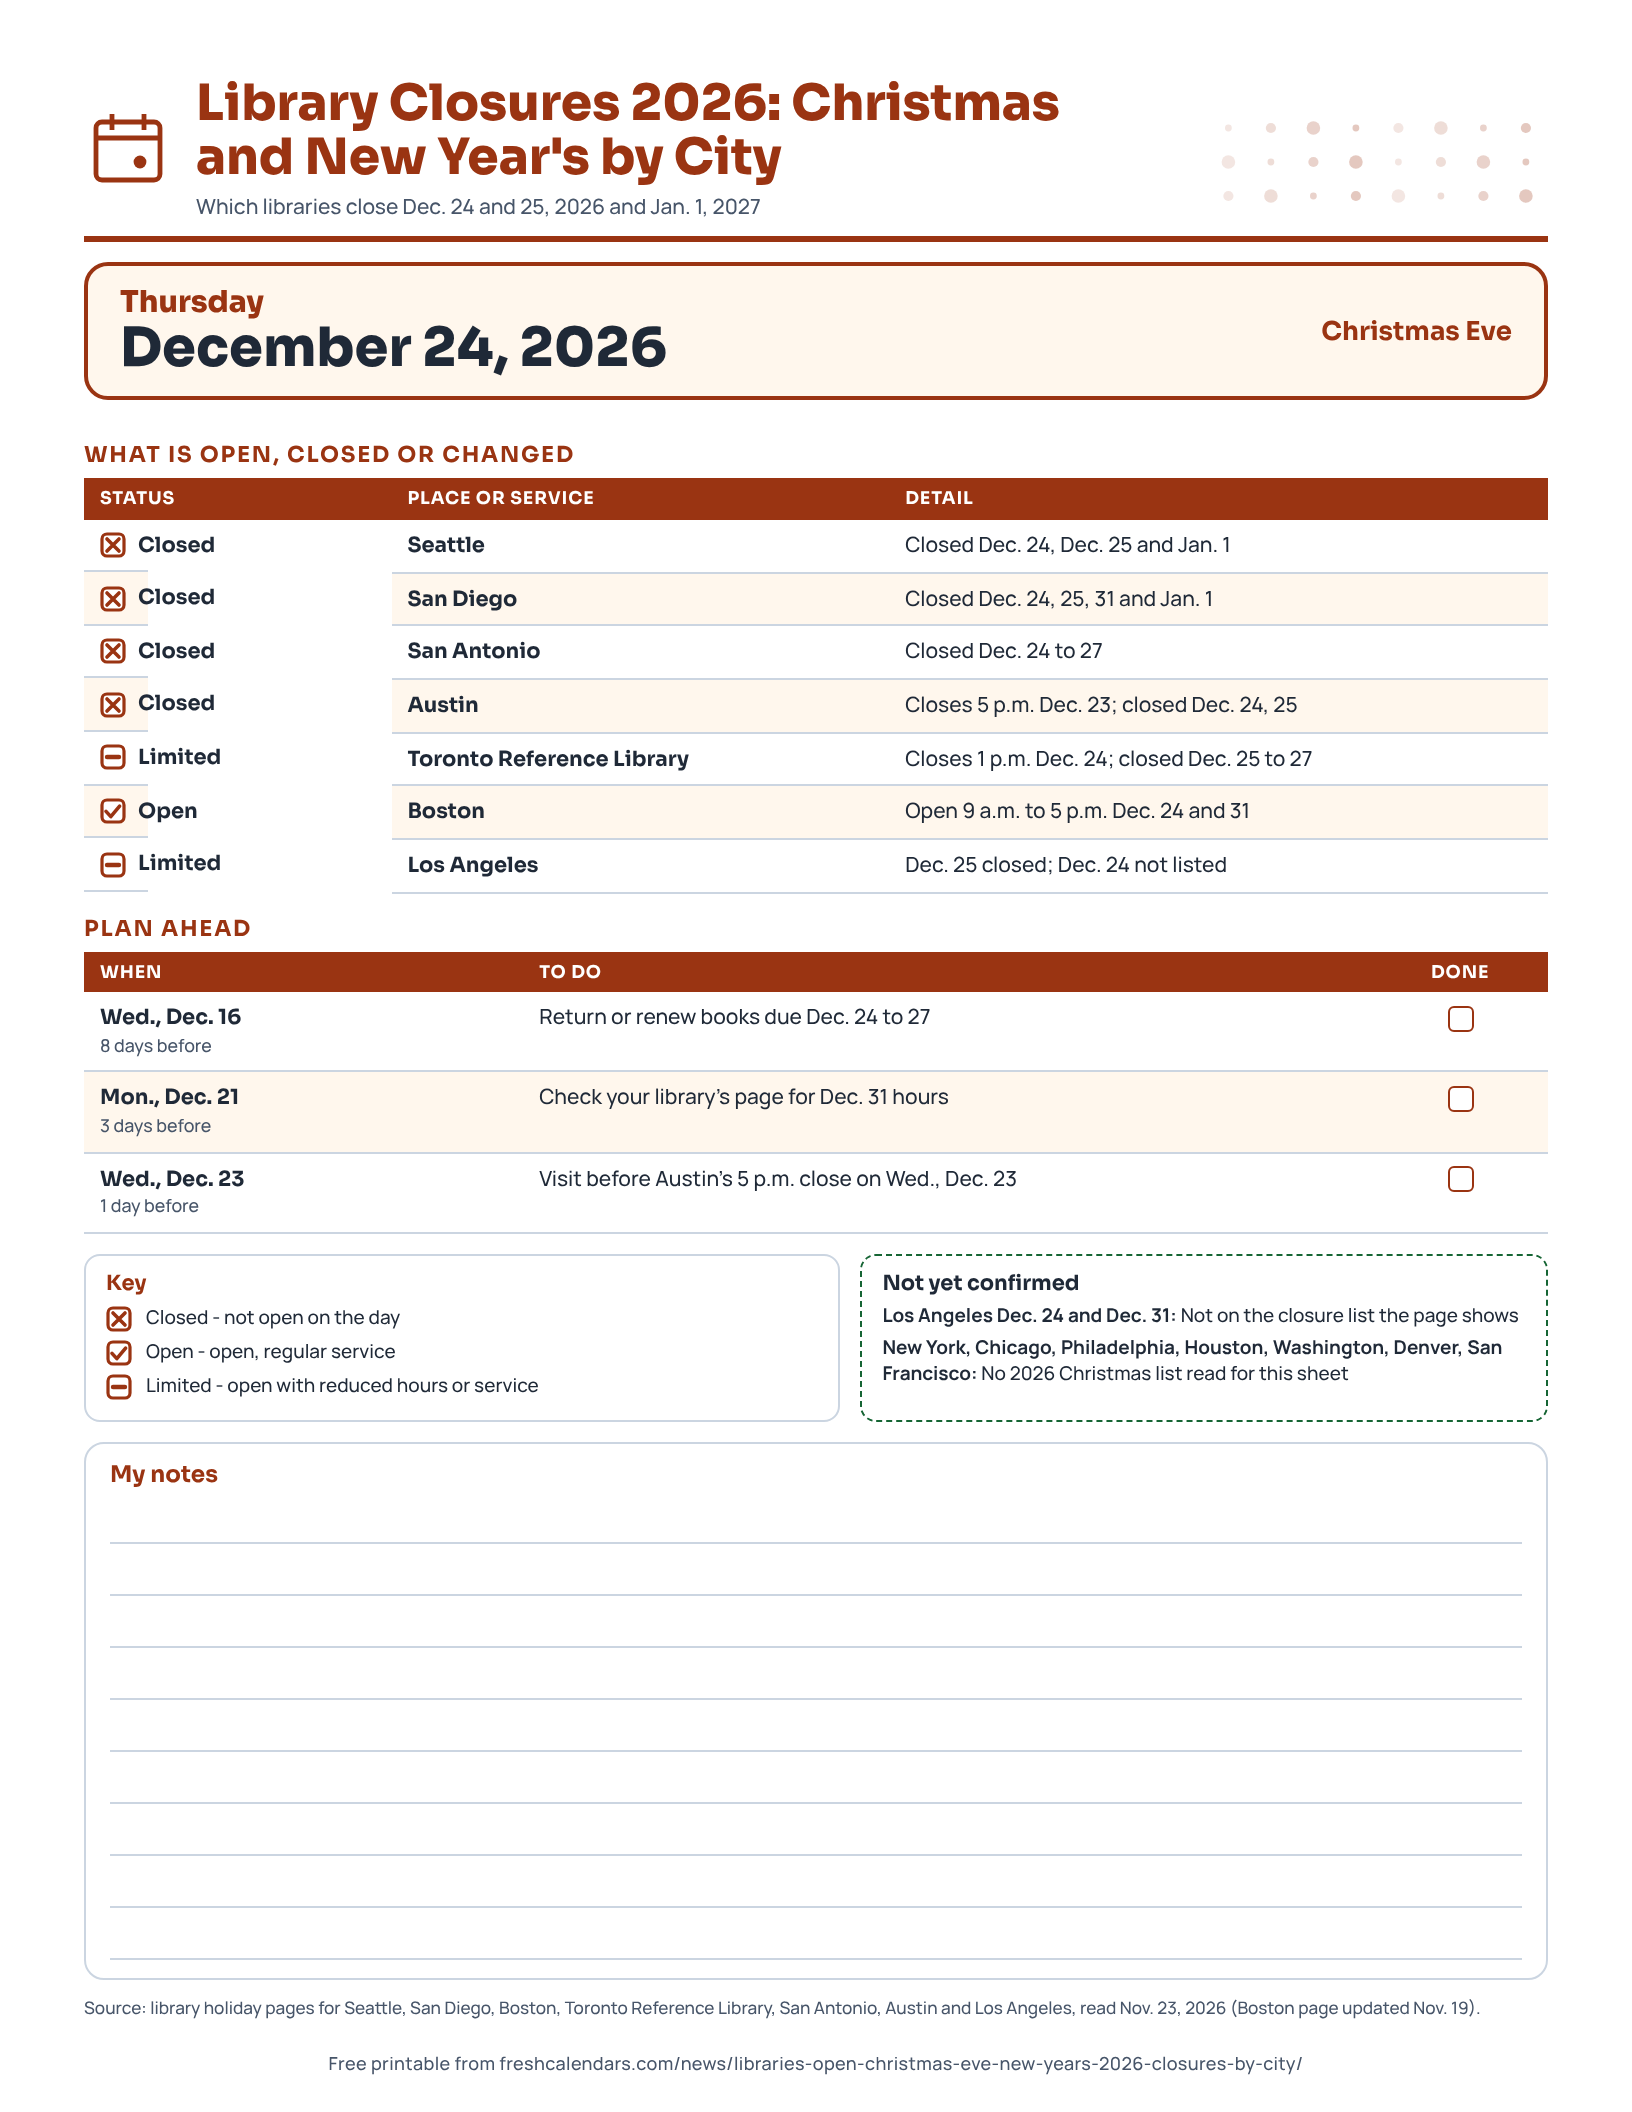 Library Closures 2026: Christmas
and New Year's by City
Which libraries close Dec. 24 and 25, 2026 and Jan. 1, 2027
Thursday
December 24, 2026
Christmas Eve
WHAT IS OPEN, CLOSED OR CHANGED
STATUS PLACE OR SERVICE DETAIL
Closed Seattle Closed Dec. 24, Dec. 25 and Jan. 1
Closed San Diego Closed Dec. 24, 25, 31 and Jan. 1
Closed San Antonio Closed Dec. 24 to 27
Closed Austin Closes 5 p.m. Dec. 23; closed Dec. 24, 25
Limited Toronto Reference Library Closes 1 p.m. Dec. 24; closed Dec. 25 to 27
Open Boston Open 9 a.m. to 5 p.m. Dec. 24 and 31
Limited Los Angeles Dec. 25 closed; Dec. 24 not listed
PLAN AHEAD
WHEN TO DO DONE
Wed., Dec. 16 Return or renew books due Dec. 24 to 27
8 days before
Mon., Dec. 21 Check your library’s page for Dec. 31 hours
3 days before
Wed., Dec. 23 Visit before Austin’s 5 p.m. close on Wed., Dec. 23
1 day before
Key
Closed - not open on the day
Open - open, regular service
Limited - open with reduced hours or service
Not yet confirmed
Los Angeles Dec. 24 and Dec. 31: Not on the closure list the page shows
New York, Chicago, Philadelphia, Houston, Washington, Denver, San
Francisco: No 2026 Christmas list read for this sheet
My notes
Source: library holiday pages for Seattle, San Diego, Boston, Toronto Reference Library, San Antonio, Austin and Los Angeles, read Nov. 23, 2026 (Boston page updated Nov. 19).
Free printable from freshcalendars.com/news/libraries-open-christmas-eve-new-years-2026-closures-by-city/